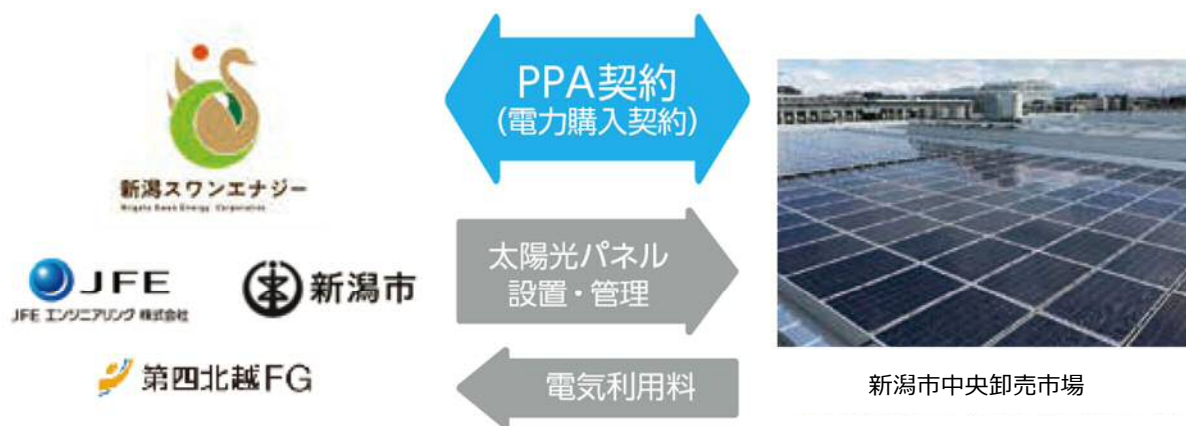 新潟スワンエナジー
Niigata Swan Energy Corporation
JFE
JFE エンジニアリング 株式会社
新潟市
第四北越FG
PPA契約
(電力購入契約)
太陽光パネル
設置・管理
電気利用料
新潟市中央卸売市場